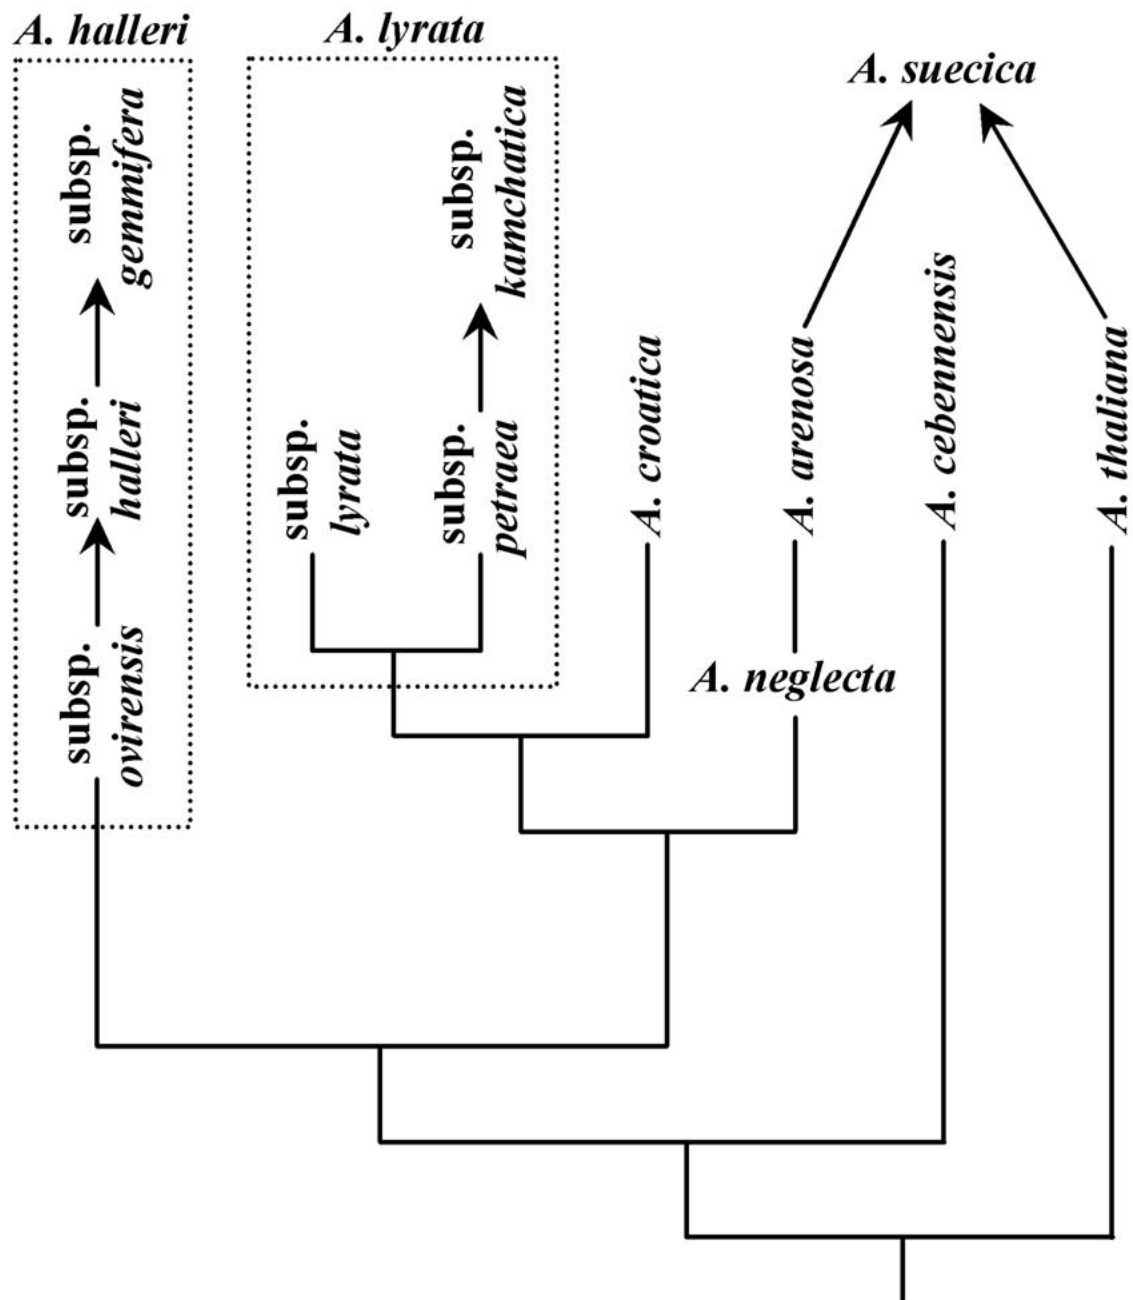 A. halleri
A. lyrata
A. suecica
subsp.
gemmifera
subsp.
kamchatica
subsp.
halleri
subsp.
lyrata
subsp.
petraea
A. croatica
A. arenosa
A. cebennensis
A. thaliana
subsp.
ovirensis
A. neglecta